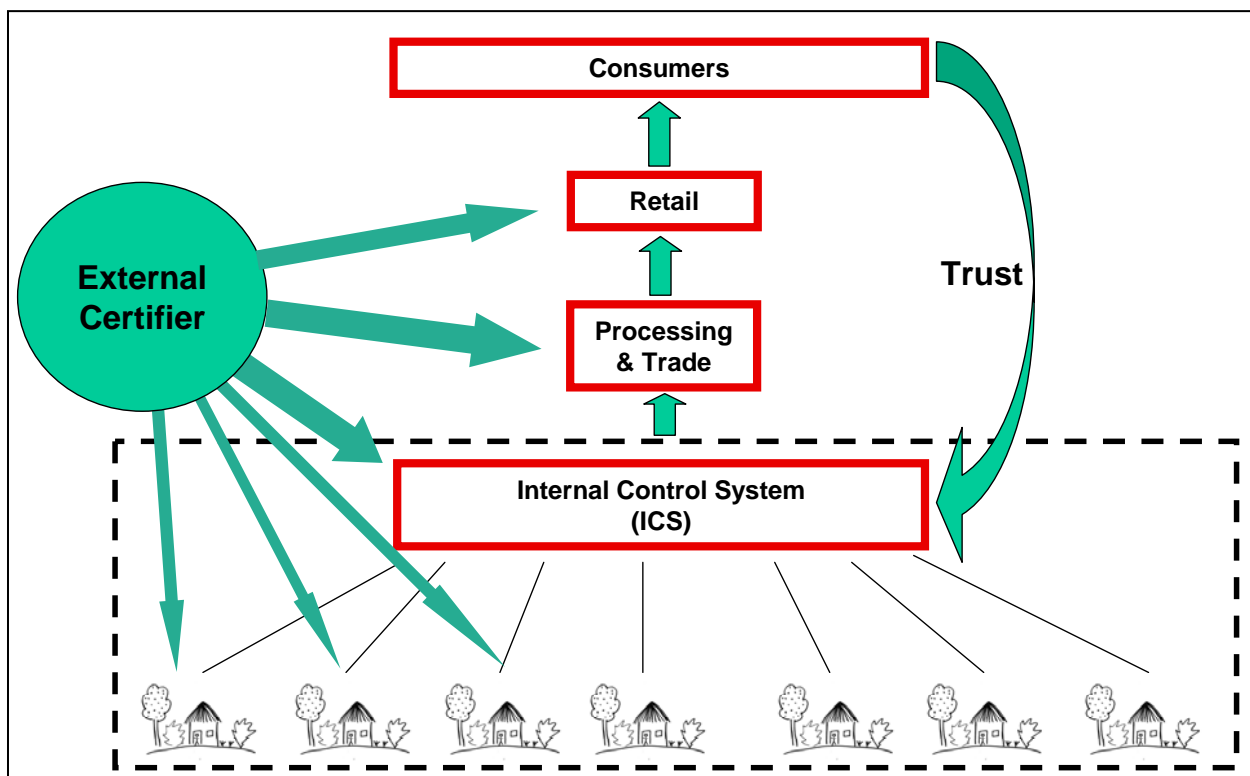 Consumers
Retail
External
Certifier
Trust
Processing
& Trade
Internal Control System
(ICS)